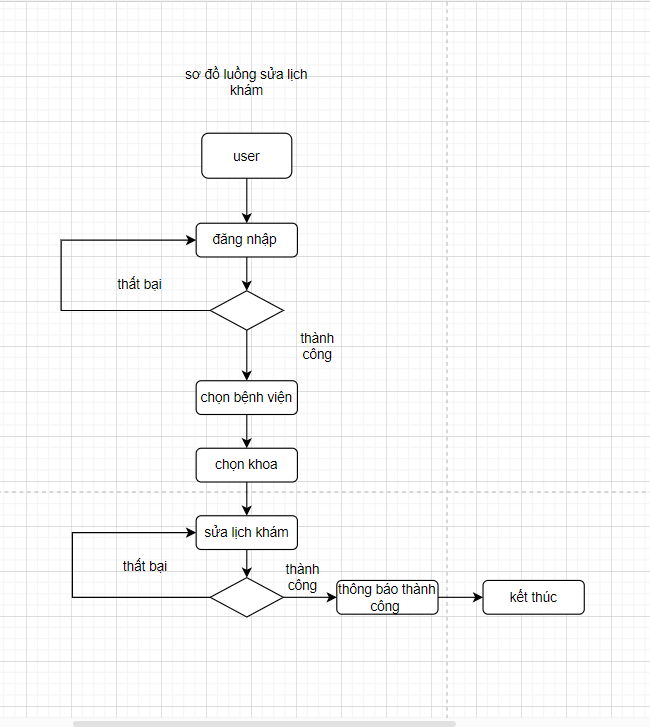 sơ đồ luồng sửa lịch
khám
user
đăng nhập
thất bại
thành
công
chọn bệnh viện
chọn khoa
sửa lịch khám
thất bại
thành
công
thông báo thành
công
kết thúc